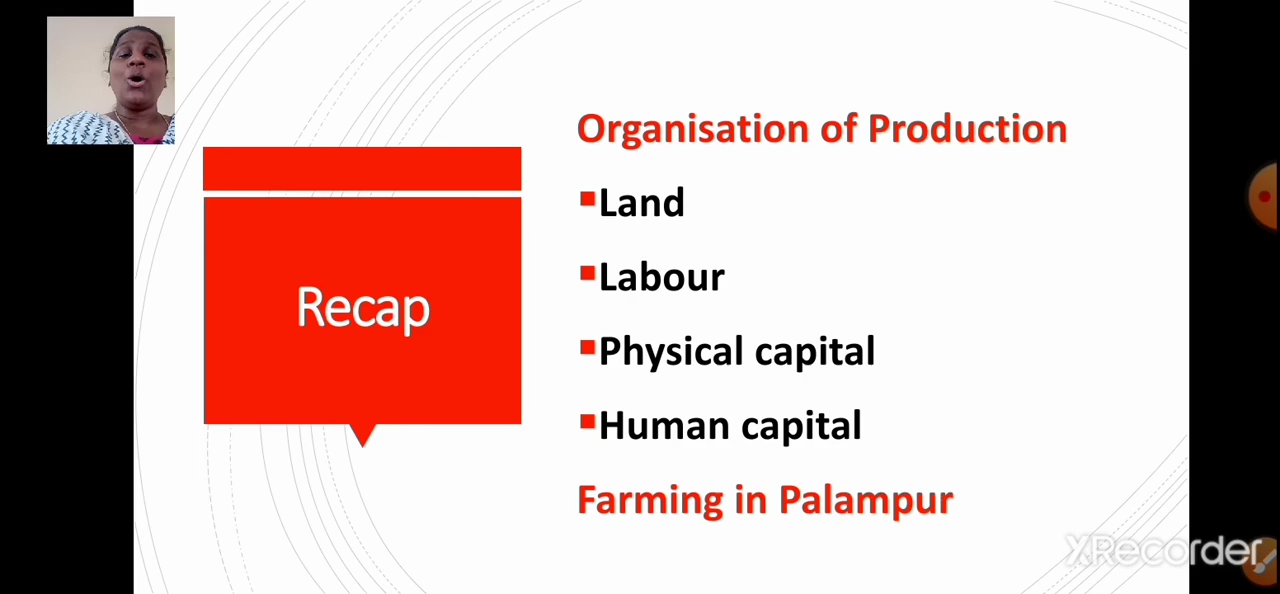 Recap
Organisation of Production
Land
Labour
Physical capital
Human capital
Farming in Palampur
XRecorder